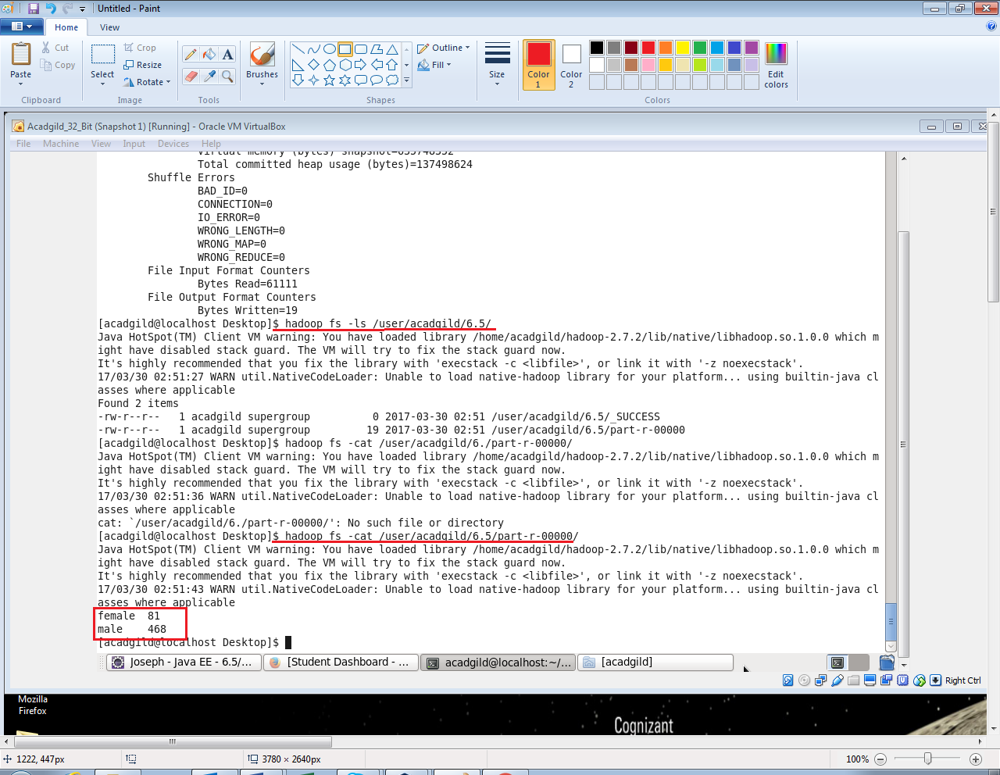 Untitled - Paint
Home
View
Paste
Cut
Copy
Clipboard
Select
Crop
Resize
Rotate
Image
Tools
Brushes
Shapes
Outline
Fill
Size
Color 1
Color 2
Edit colors
Colors
Acadgild_32_Bit (Snapshot 1) [Running] - Oracle VM VirtualBox
File Machine View Input Devices Help
Virtual memory (bytes) snapshot=
Total committed heap usage (bytes)=137498624
Shuffle Errors
BAD_ID=0
CONNECTION=0
IO_ERROR=0
WRONG_LENGTH=0
WRONG_MAP=0
WRONG_REDUCE=0
File Input Format Counters
Bytes Read=61111
File Output Format Counters
Bytes Written=19
[acadgild@localhost Desktop]$ hadoop fs -ls /user/acadgild/6.5/
Java HotSpot(TM) Client VM warning: You have loaded library /home/acadgild/hadoop-2.7.2/lib/native/libhadoop.so.1.0.0 which m
ight have disabled stack guard. The VM will try to fix the stack guard now.
It's highly recommended that you fix the library with 'execstack -c <libfile>', or link it with '-z noexecstack'.
17/03/30 02:51:27 WARN util.NativeCodeLoader: Unable to load native-hadoop library for your platform... using builtin-java cl
asses where applicable
Found 2 items
-rw-r--r--   1 acadgild supergroup          0 2017-03-30 02:51 /user/acadgild/6.5/_SUCCESS
-rw-r--r--   1 acadgild supergroup         19 2017-03-30 02:51 /user/acadgild/6.5/part-r-00000
[acadgild@localhost Desktop]$ hadoop fs -cat /user/acadgild/6./part-r-00000/
Java HotSpot(TM) Client VM warning: You have loaded library /home/acadgild/hadoop-2.7.2/lib/native/libhadoop.so.1.0.0 which m
ight have disabled stack guard. The VM will try to fix the stack guard now.
It's highly recommended that you fix the library with 'execstack -c <libfile>', or link it with '-z noexecstack'.
17/03/30 02:51:36 WARN util.NativeCodeLoader: Unable to load native-hadoop library for your platform... using builtin-java cl
asses where applicable
cat: `/user/acadgild/6./part-r-00000/': No such file or directory
[acadgild@localhost Desktop]$ hadoop fs -cat /user/acadgild/6.5/part-r-00000/
Java HotSpot(TM) Client VM warning: You have loaded library /home/acadgild/hadoop-2.7.2/lib/native/libhadoop.so.1.0.0 which m
ight have disabled stack guard. The VM will try to fix the stack guard now.
It's highly recommended that you fix the library with 'execstack -c <libfile>', or link it with '-z noexecstack'.
17/03/30 02:51:43 WARN util.NativeCodeLoader: Unable to load native-hadoop library for your platform... using builtin-java cl
asses where applicable
female  81
male    468
[acadgild@localhost Desktop]$
Joseph - Java EE - 6.5/...
[Student Dashboard - ...
acadgild@localhost:~/...
[acadgild]
Right Ctrl
Mozilla
Firefox
Cognizant
1222, 447px
3780 × 2640px
100%